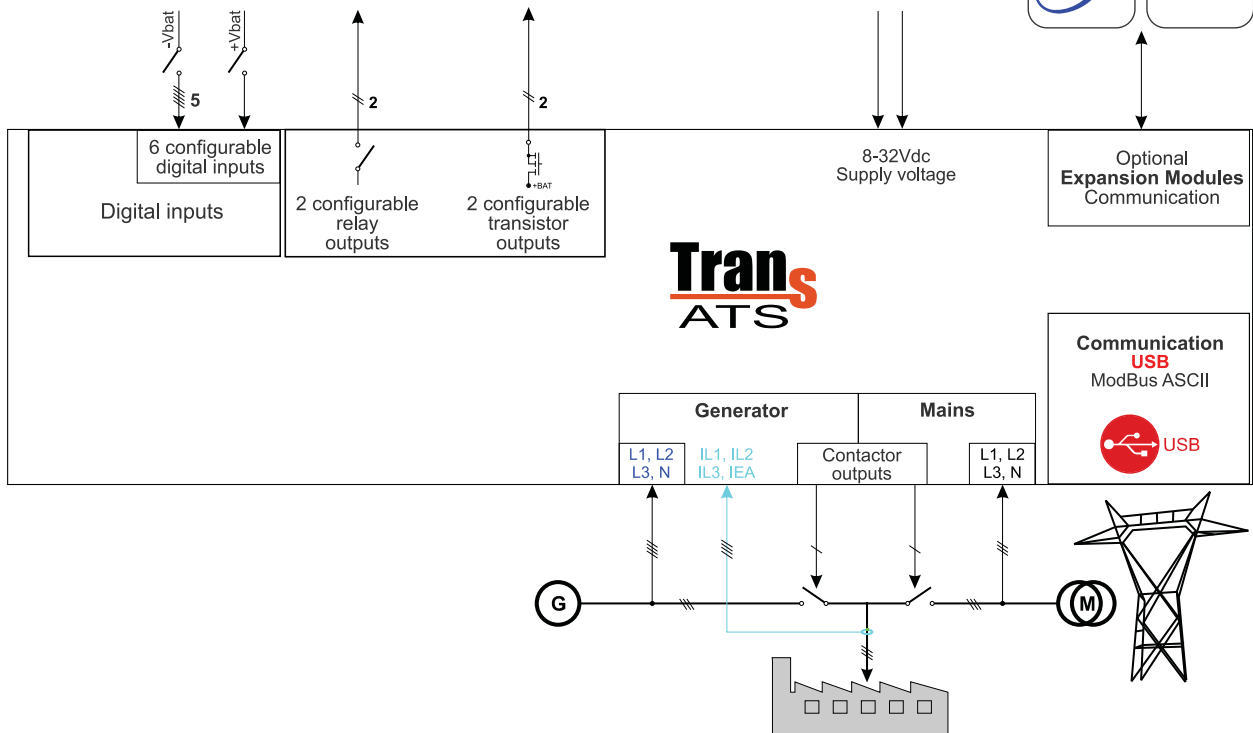 -Vbat
+Vbat
5
2
2
6 configurable
digital inputs
Digital inputs
2 configurable
relay
outputs
+BAT
2 configurable
transistor
outputs
8-32Vdc
Supply voltage
Optional
Expansion Modules
Communication
Trans
ATS
Communication
USB
ModBus ASCII
USB
Generator
Mains
L1, L2
L3, N
IL1, IL2
IL3, IEA
Contactor
outputs
L1, L2
L3, N
G
M